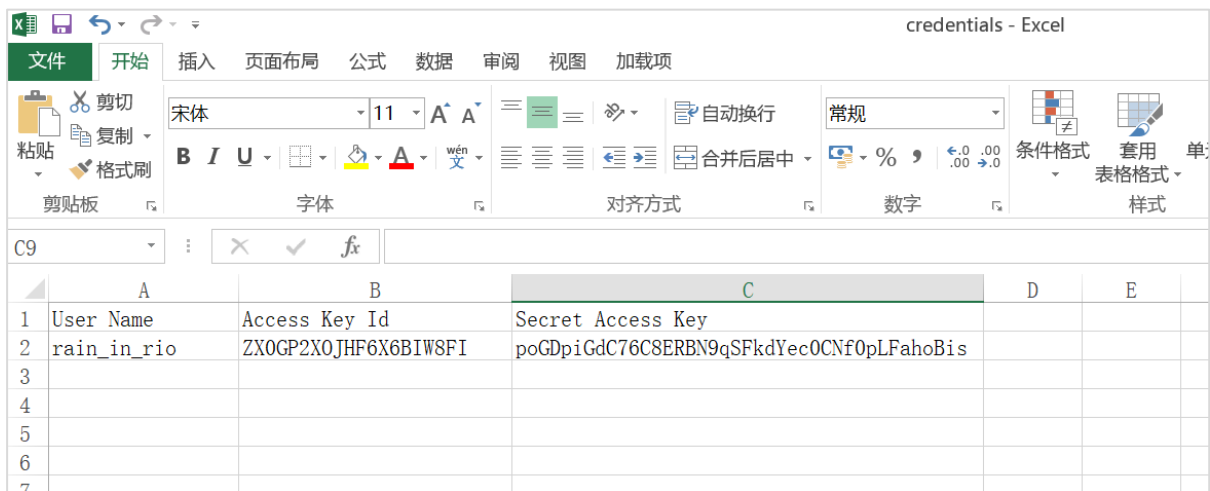 credentials - Excel
文件 开始 插入 页面布局 公式 数据 审阅 视图 加载项
剪切
宋体 11 A A 自动换行 常规
粘贴 复制
格式刷
B I U A wén 文 合并后居中 % , .0 .00 .00 .0
条件格式 套用
表格格式
剪贴板 字体 对齐方式 数字 样式
C9 fx
A B C D E
1 User Name Access Key Id Secret Access Key
2 rain_in_rio ZX0GP2X0JHF6X6BIW8FI poGDpiGdC76C8ERBN9qSFkdYec0CNf0pLFahoBis
3
4
5
6